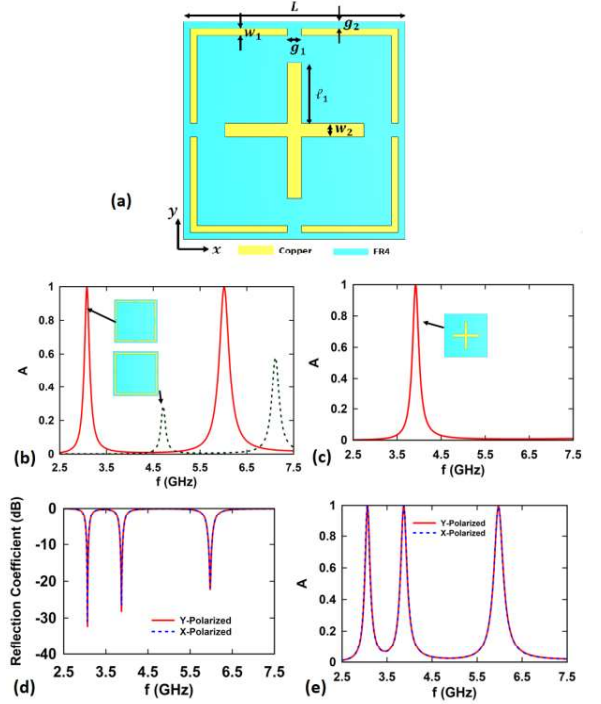 L
w₁
g₁
g₂
ℓ₁
w₂
(a)
y
x
Copper
FR4
1
0.8
0.6
0.4
0.2
0
A
2.5 3.5 4.5 5.5 6.5 7.5
f (GHz)
(b)
1
0.8
0.6
0.4
0.2
0
A
2.5 3.5 4.5 5.5 6.5 7.5
f (GHz)
(c)
0
-10
-20
-30
-40
Reflection Coefficient (dB)
Y-Polarized
X-Polarized
2.5 3.5 4.5 5.5 6.5 7.5
f (GHz)
(d)
1
0.8
0.6
0.4
0.2
0
A
Y-Polarized
X-Polarized
2.5 3.5 4.5 5.5 6.5 7.5
f (GHz)
(e)